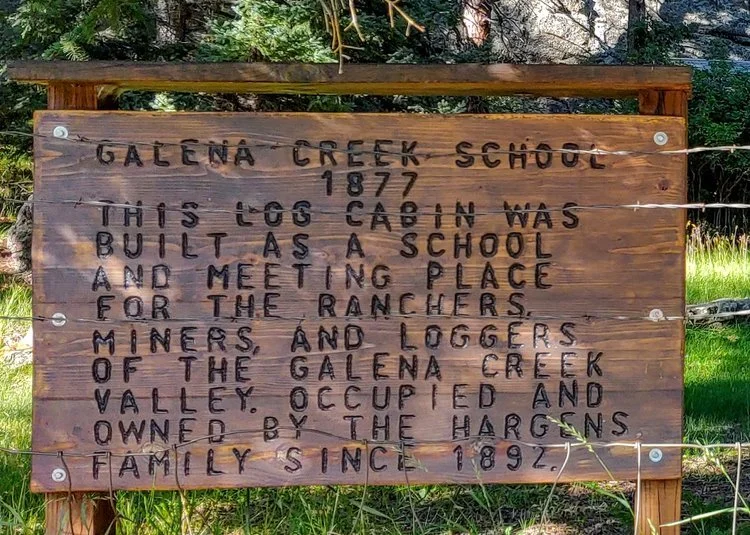 GALENA CREEK SCHOOL
1877
THIS LOG CABIN WAS
BUILT AS A SCHOOL
AND MEETING PLACE
FOR THE RANCHERS,
MINERS, AND LOGGERS
OF THE GALENA CREEK
VALLEY. OCCUPIED AND
OWNED BY THE HARGENS
FAMILY SINCE 1892.